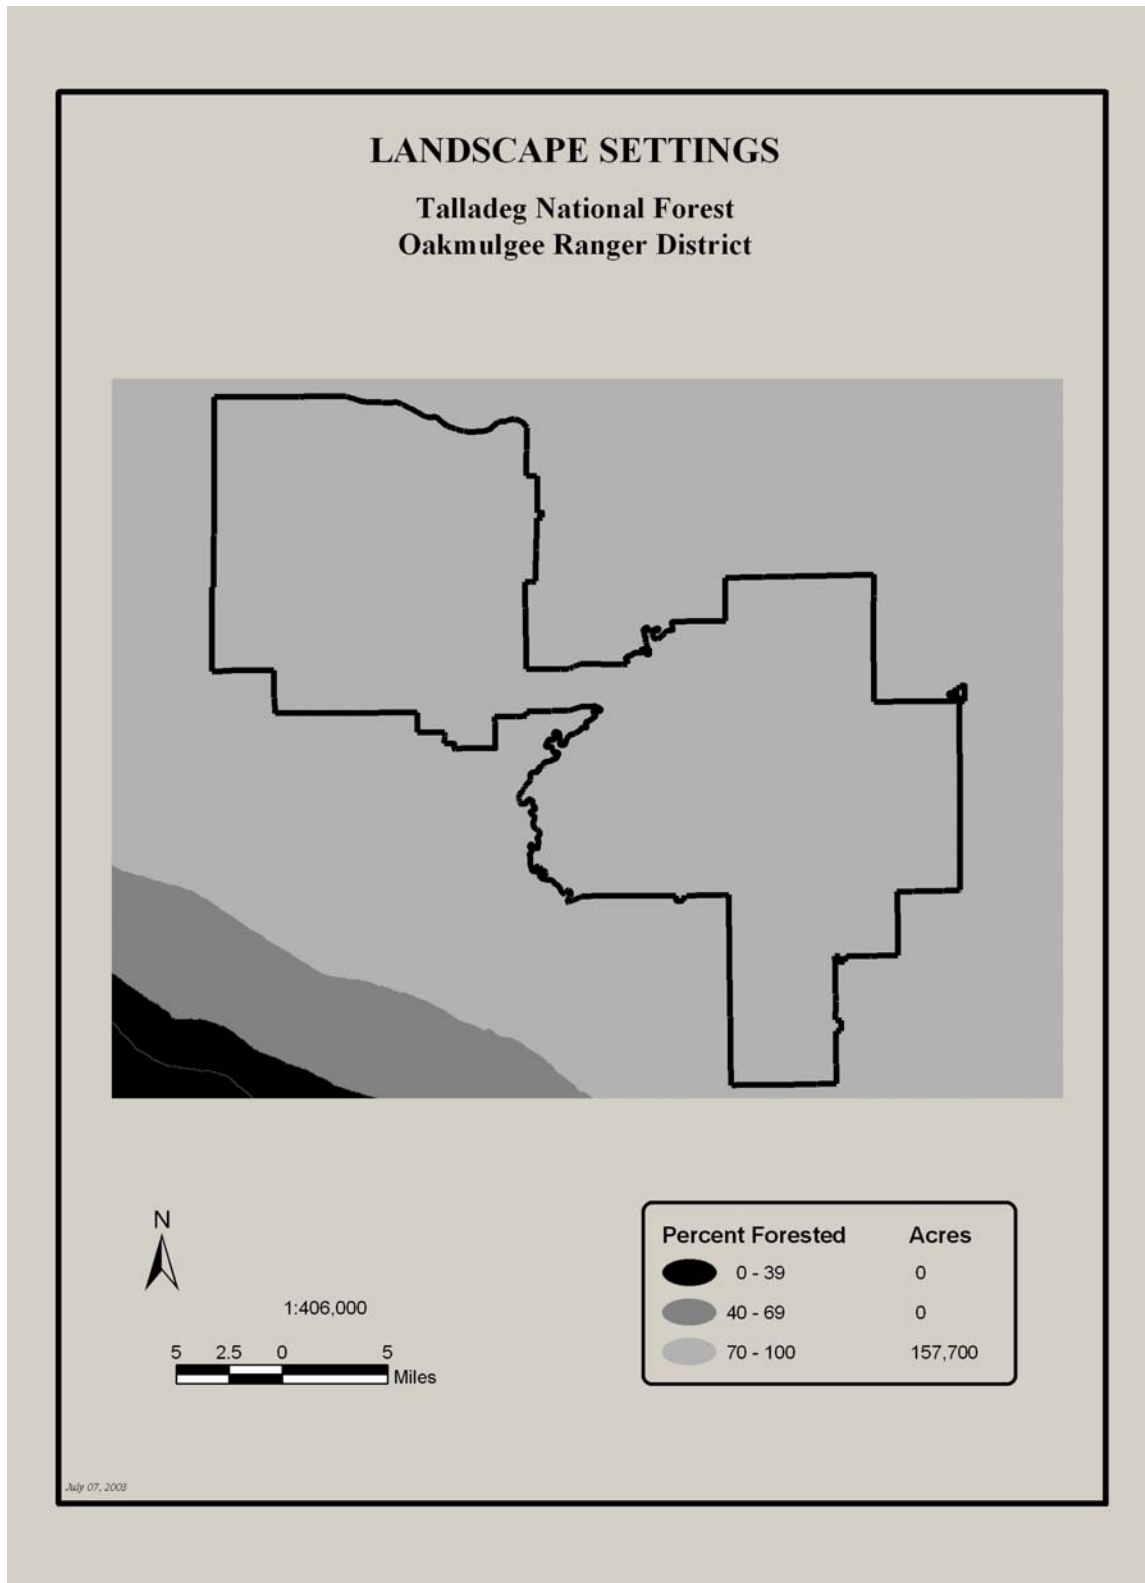 LANDSCAPE SETTINGS
Talladeg National Forest
Oakmulgee Ranger District
N
1:406,000
5 2.5 0 5
Miles
Percent Forested Acres
0 - 39 0
40 - 69 0
70 - 100 157,700
July 07, 2003